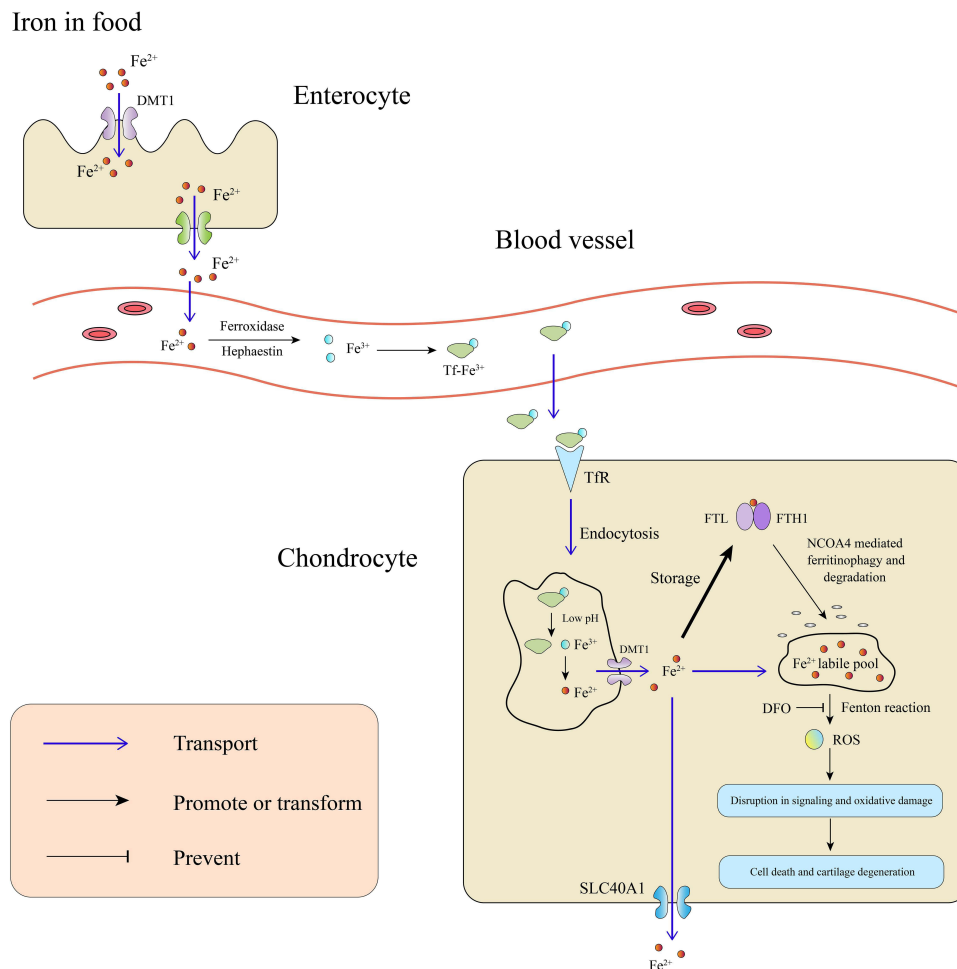 Iron in food
Fe²⁺
DMT1
Enterocyte
Fe²⁺
Fe²⁺
Fe²⁺
Blood vessel
Fe²⁺
Ferroxidase
Hephaestin
Fe³⁺
Tf-Fe³⁺
TfR
Chondrocyte
Endocytosis
FTL
FTH1
NCOA4 mediated
ferritinophagy and
degradation
Storage
Low pH
Fe³⁺
DMT1
Fe²⁺
Fe²⁺
Fe²⁺ labile pool
DFO
Fenton reaction
ROS
Disruption in signaling and oxidative damage
Cell death and cartilage degeneration
SLC40A1
Fe²⁺
Transport
Promote or transform
Prevent